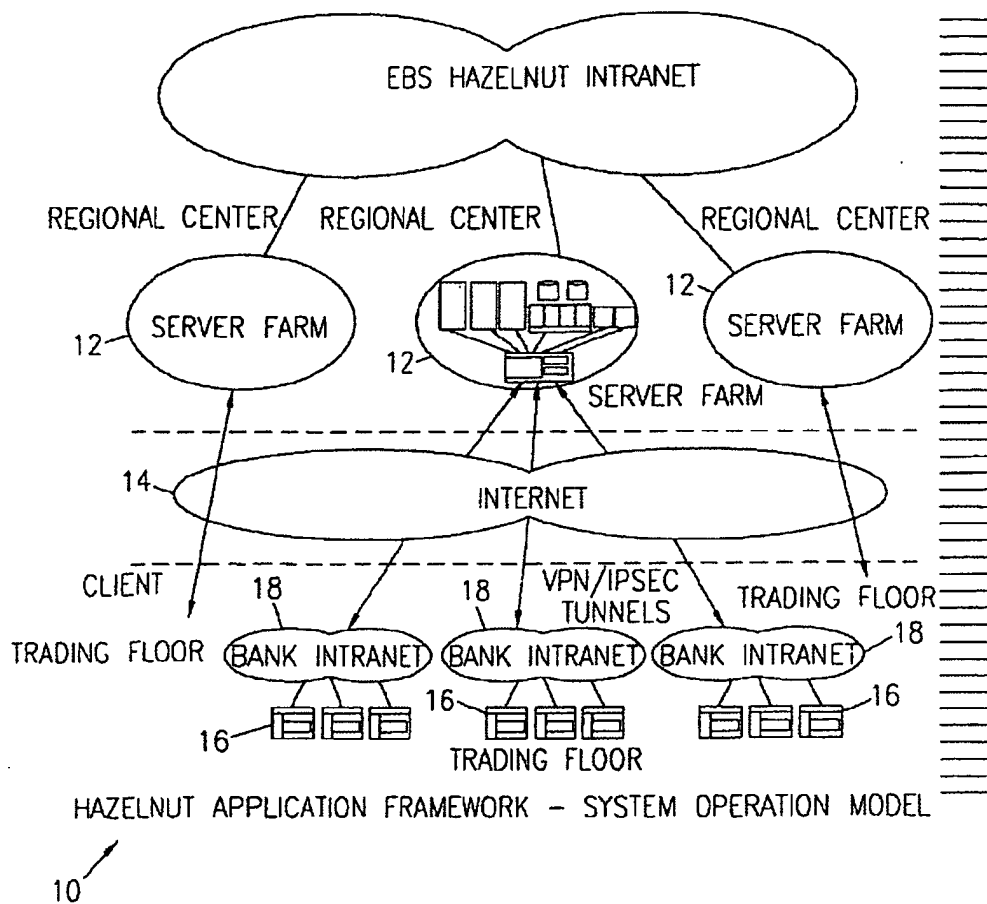 EBS HAZELNUT INTRANET
REGIONAL CENTER
REGIONAL CENTER
REGIONAL CENTER
12
SERVER FARM
12
SERVER FARM
12
SERVER FARM
14
INTERNET
CLIENT
VPN/IPSEC
TUNNELS
TRADING FLOOR
18
18
TRADING FLOOR
BANK INTRANET
BANK INTRANET
BANK INTRANET
18
16
16
16
TRADING FLOOR
HAZELNUT APPLICATION FRAMEWORK – SYSTEM OPERATION MODEL
10